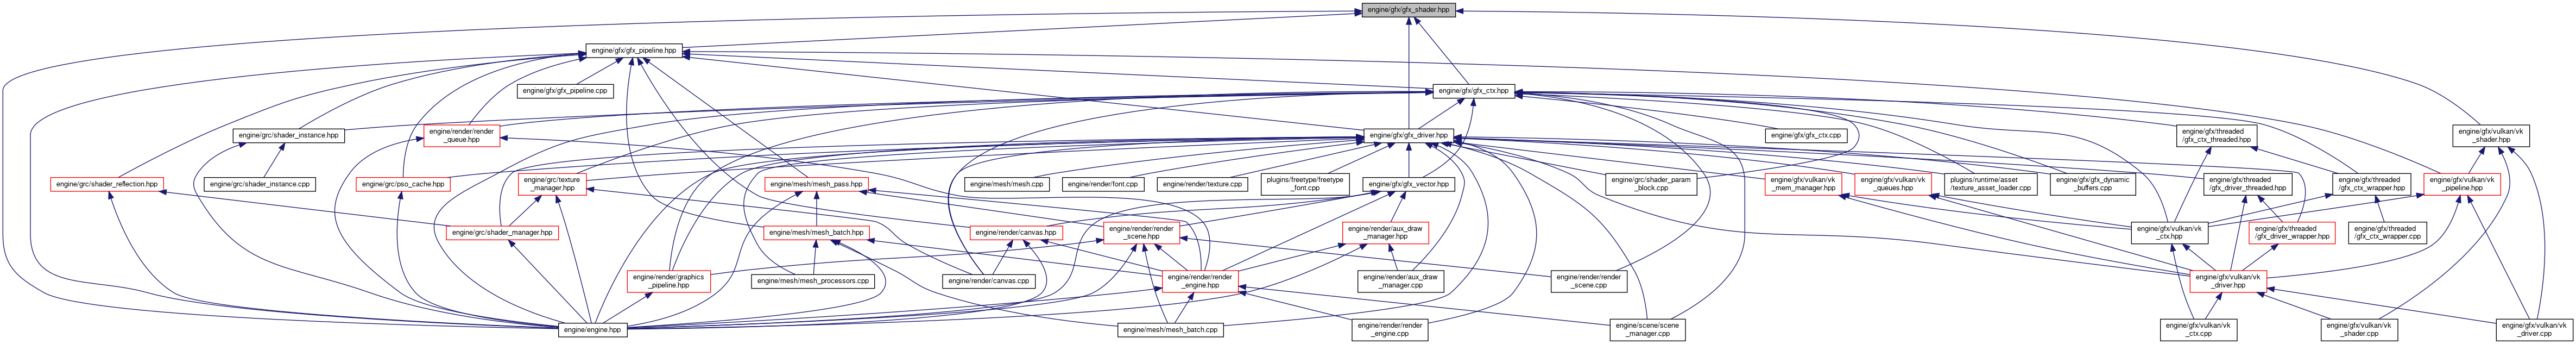 engine/gfx/gfx_shader.hpp
engine/gfx/gfx_pipeline.hpp
engine/gfx/gfx_pipeline.cpp
engine/gfx/gfx_ctx.hpp
engine/grc/shader_instance.hpp
engine/render/render
_queue.hpp
engine/gfx/gfx_driver.hpp
engine/gfx/gfx_ctx.cpp
engine/gfx/threaded
/gfx_ctx_threaded.hpp
engine/gfx/vulkan/vk
_shader.hpp
engine/grc/shader_reflection.hpp
engine/grc/shader_instance.cpp
engine/grc/pso_cache.hpp
engine/grc/texture
_manager.hpp
engine/mesh/mesh_pass.hpp
engine/mesh/mesh.cpp
engine/render/font.cpp
engine/render/texture.cpp
plugins/freetype/freetype
_font.cpp
engine/gfx/gfx_vector.hpp
engine/grc/shader_param
_block.cpp
engine/gfx/vulkan/vk
_mem_manager.hpp
engine/gfx/vulkan/vk
_queues.hpp
plugins/runtime/asset
/texture_asset_loader.cpp
engine/gfx/gfx_dynamic
_buffers.cpp
engine/gfx/threaded
/gfx_driver_threaded.hpp
engine/gfx/threaded
/gfx_ctx_wrapper.hpp
engine/gfx/vulkan/vk
_pipeline.hpp
engine/grc/shader_manager.hpp
engine/mesh/mesh_batch.hpp
engine/render/canvas.hpp
engine/render/render
_scene.hpp
engine/render/aux_draw
_manager.hpp
engine/gfx/vulkan/vk
_ctx.hpp
engine/gfx/threaded
/gfx_driver_wrapper.hpp
engine/gfx/threaded
/gfx_ctx_wrapper.cpp
engine/render/graphics
_pipeline.hpp
engine/mesh/mesh_processors.cpp
engine/render/canvas.cpp
engine/render/render
_engine.hpp
engine/render/aux_draw
_manager.cpp
engine/render/render
_scene.cpp
engine/gfx/vulkan/vk
_driver.hpp
engine/engine.hpp
engine/mesh/mesh_batch.cpp
engine/render/render
_engine.cpp
engine/scene/scene
_manager.cpp
engine/gfx/vulkan/vk
_ctx.cpp
engine/gfx/vulkan/vk
_shader.cpp
engine/gfx/vulkan/vk
_driver.cpp